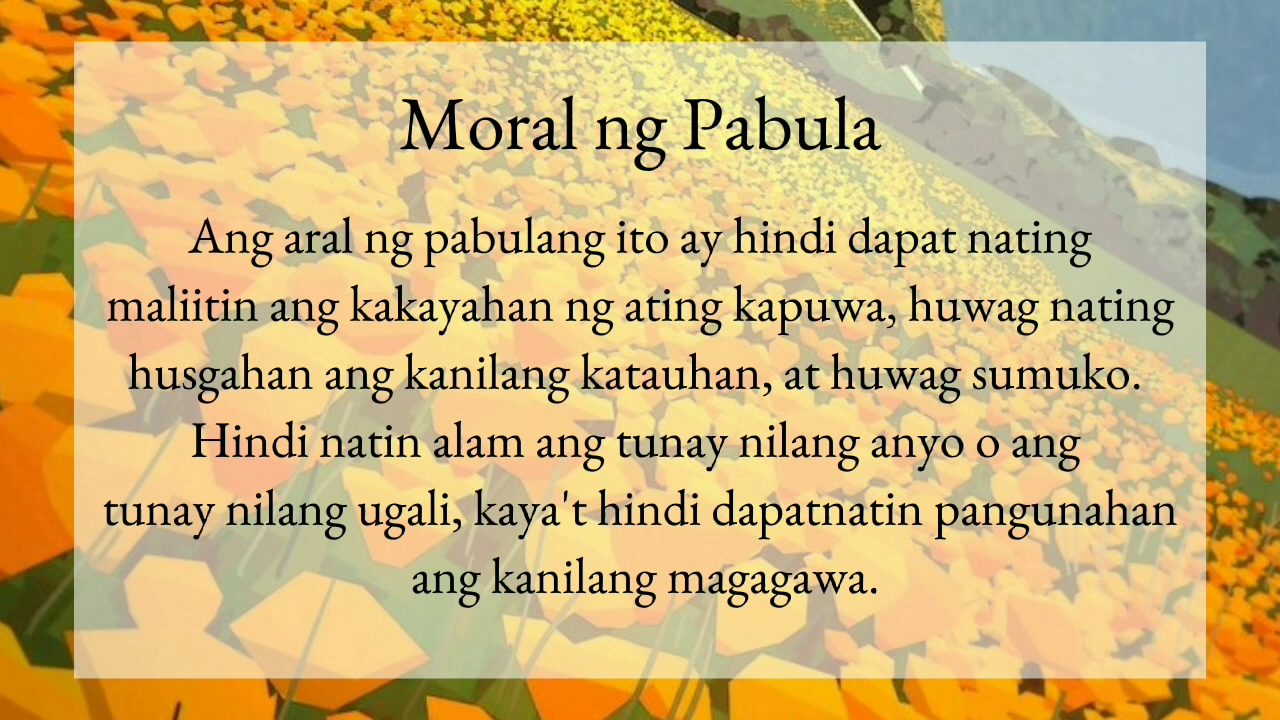 Moral ng Pabula
Ang aral ng pabulang ito ay hindi dapat nating
maliitin ang kakayahan ng ating kapuwa, huwag nating
husgahan ang kanilang katauhan, at huwag sumuko.
Hindi natin alam ang tunay nilang anyo o ang
tunay nilang ugali, kaya't hindi dapatnatin pangunahan
ang kanilang magagawa.